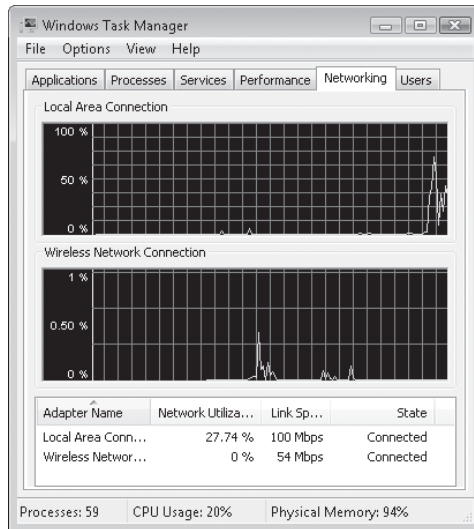 Windows Task Manager
File Options View Help
Applications Processes Services Performance Networking Users
Local Area Connection
100 %
50 %
0 %
Wireless Network Connection
1 %
0.50 %
0 %
Adapter Name Network Utiliza... Link Sp... State
Local Area Conn... 27.74 % 100 Mbps Connected
Wireless Networ... 0 % 54 Mbps Connected
Processes: 59 CPU Usage: 20% Physical Memory: 94%